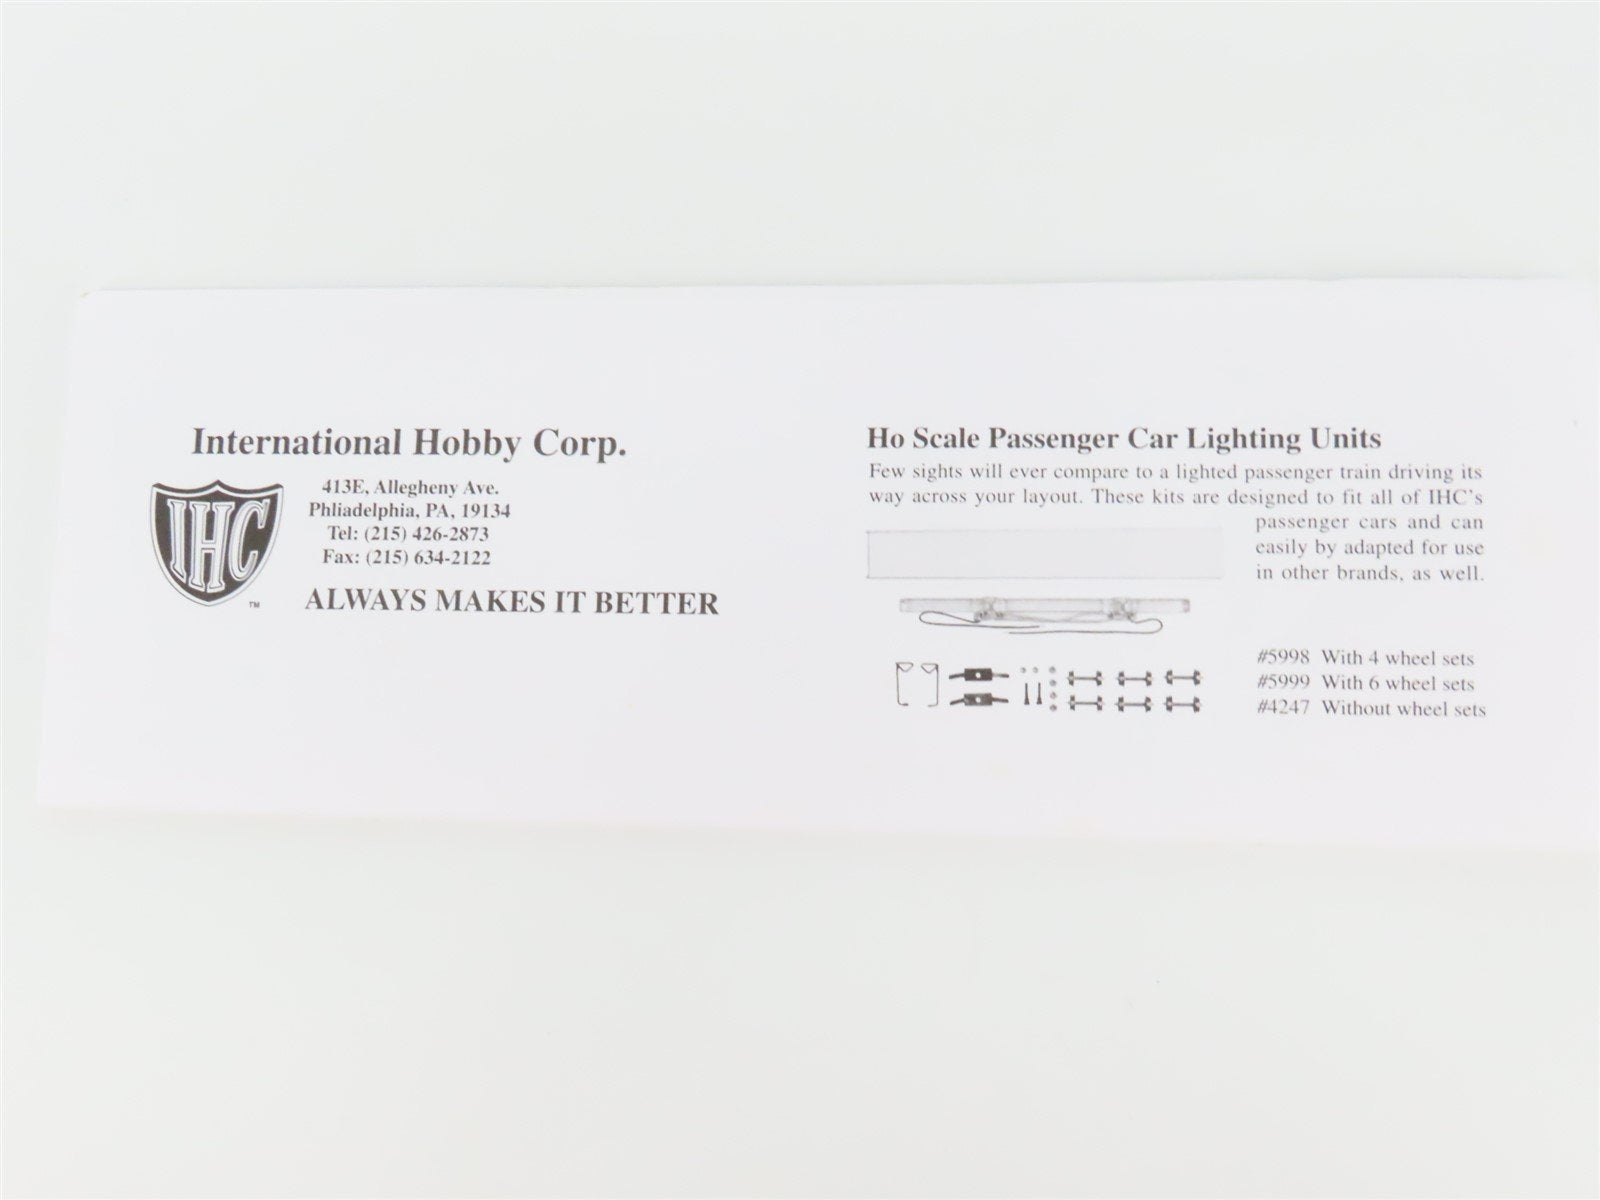 International Hobby Corp.
IHC
TM
413E, Allegheny Ave.
Phliadelphia, PA, 19134
Tel: (215) 426-2873
Fax: (215) 634-2122
ALWAYS MAKES IT BETTER
Ho Scale Passenger Car Lighting Units
Few sights will ever compare to a lighted passenger train driving its
way across your layout. These kits are designed to fit all of IHC's
passenger cars and can
easily by adapted for use
in other brands, as well.
#5998 With 4 wheel sets
#5999 With 6 wheel sets
#4247 Without wheel sets